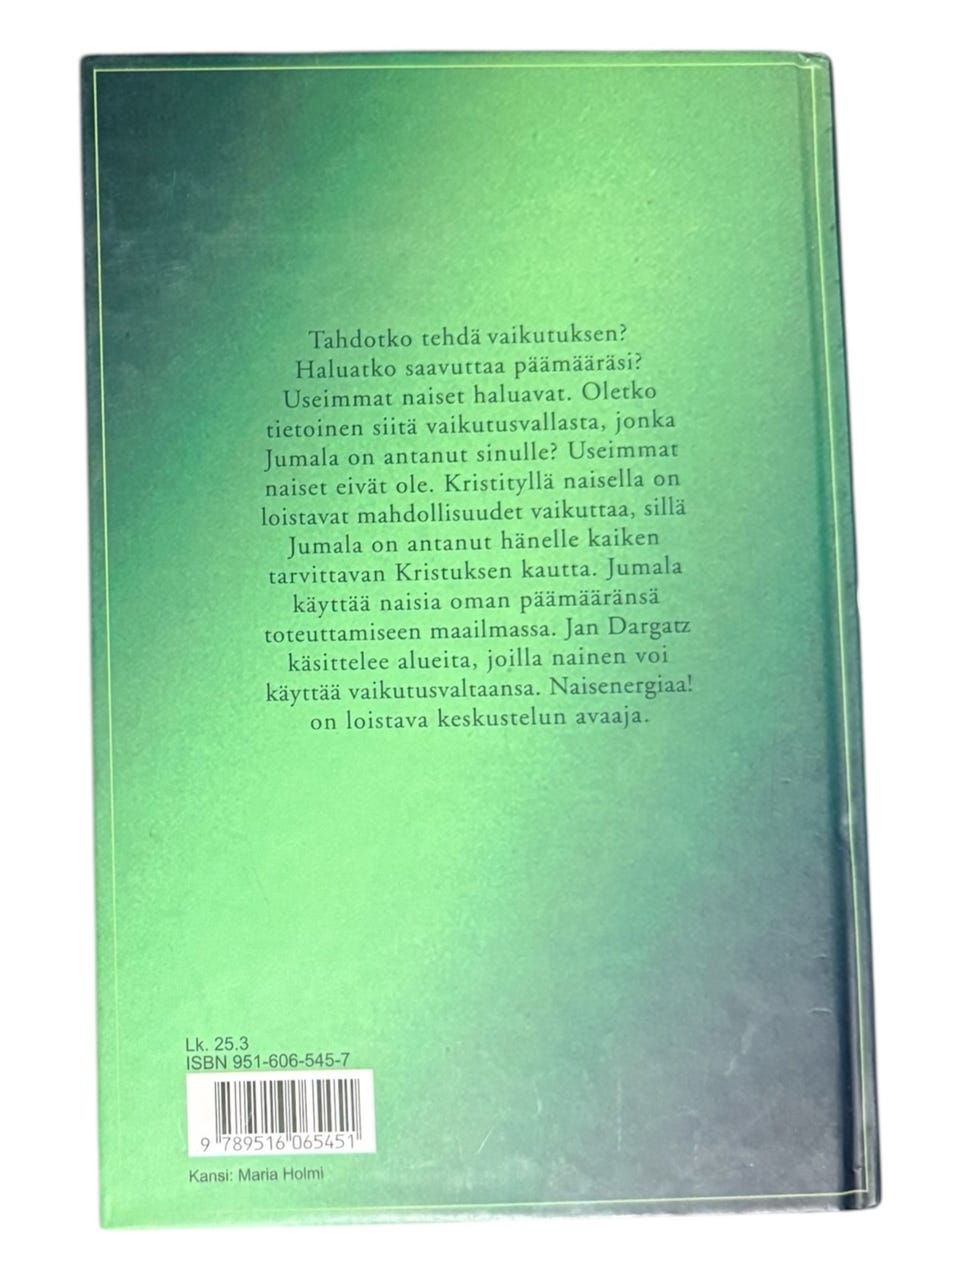 Tahdotko tehdä vaikutuksen?
Haluatko saavuttaa päämääräsi?
Useimmat naiset haluavat. Oletko
tietoinen siitä vaikutusvallasta, jonka
Jumala on antanut sinulle? Useimmat
naiset eivät ole. Kristityllä naisella on
loistavat mahdollisuudet vaikuttaa, sillä
Jumala on antanut hänelle kaiken
tarvittavan Kristuksen kautta. Jumala
käyttää naisia oman päämääränsä
toteuttamiseen maailmassa. Jan Dargatz
käsittelee alueita, joilla nainen voi
käyttää vaikutusvaltaansa. Naisenergiaa!
on loistava keskustelun avaaja.
Lk. 25.3
ISBN 951-606-545-7
9 789516 065451
Kansi: Maria Holmi